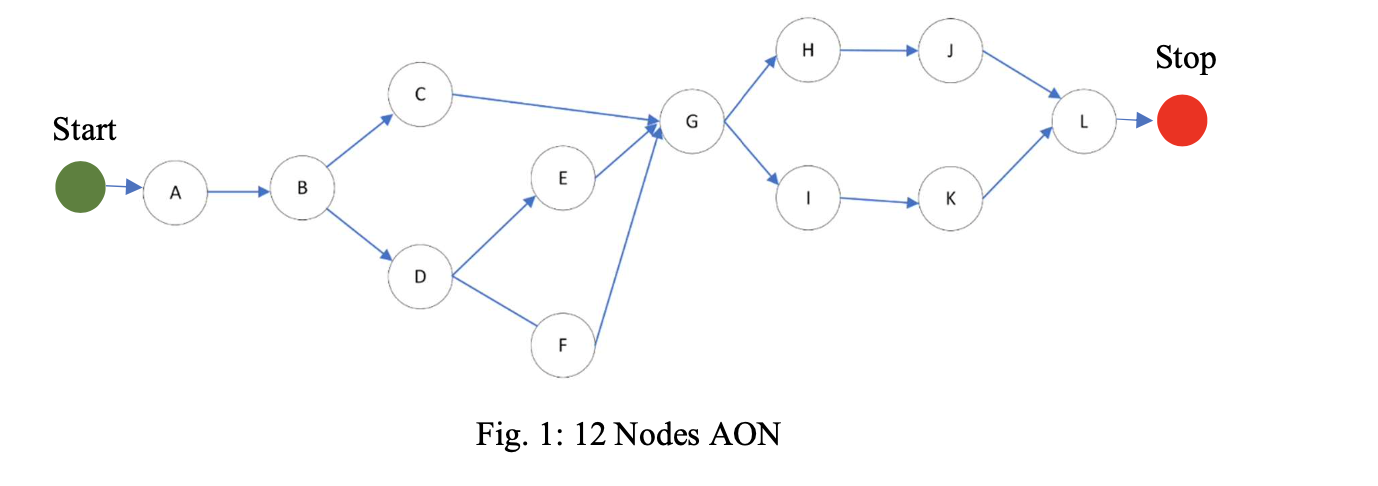 Start
A
B
C
D
E
F
G
H
I
J
K
L
Stop
Fig. 1: 12 Nodes AON